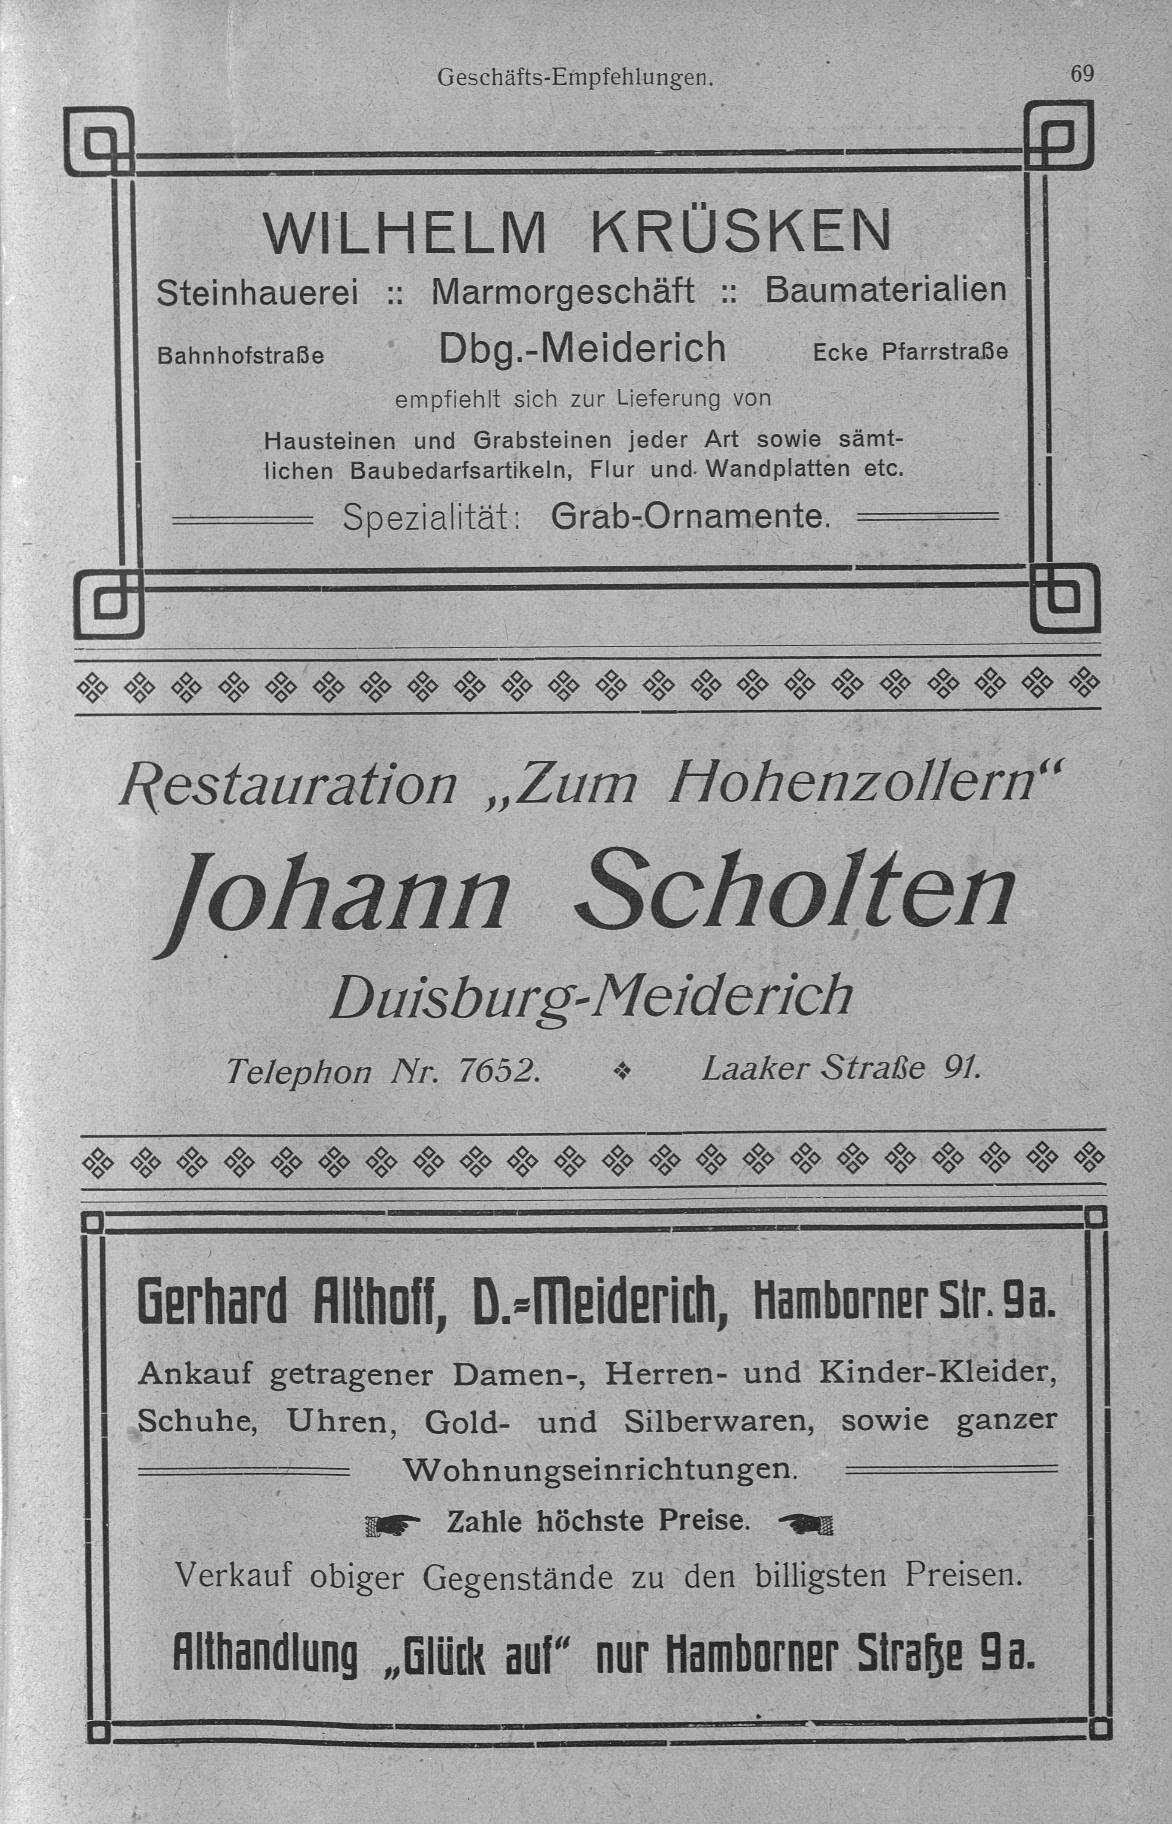 Geschäfts-Empfehlungen. 69
WILHELM KRÜSKEN
Steinhauerei :: Marmorgeschäft :: Baumaterialien
Bahnhofstraße Dbg.-Meiderich Ecke Pfarrstraße
empfiehlt sich zur Lieferung von
Hausteinen und Grabsteinen jeder Art sowie sämt-
lichen Baubedarfsartikeln, Flur und Wandplatten etc.
Spezialität: Grab-Ornamente.
Restauration „Zum Hohenzollern“
Johann Scholten
Duisburg-Meiderich
Telephon Nr. 7652. Laaker Straße 91.
Gerhard Althoff, D.-Meiderich, Hamborner Str. 9a.
Ankauf getragener Damen-, Herren- und Kinder-Kleider,
Schuhe, Uhren, Gold- und Silberwaren, sowie ganzer
Wohnungseinrichtungen.
Zahle höchste Preise.
Verkauf obiger Gegenstände zu den billigsten Preisen.
Althandlung „Glück auf“ nur Hamborner Straße 9a.